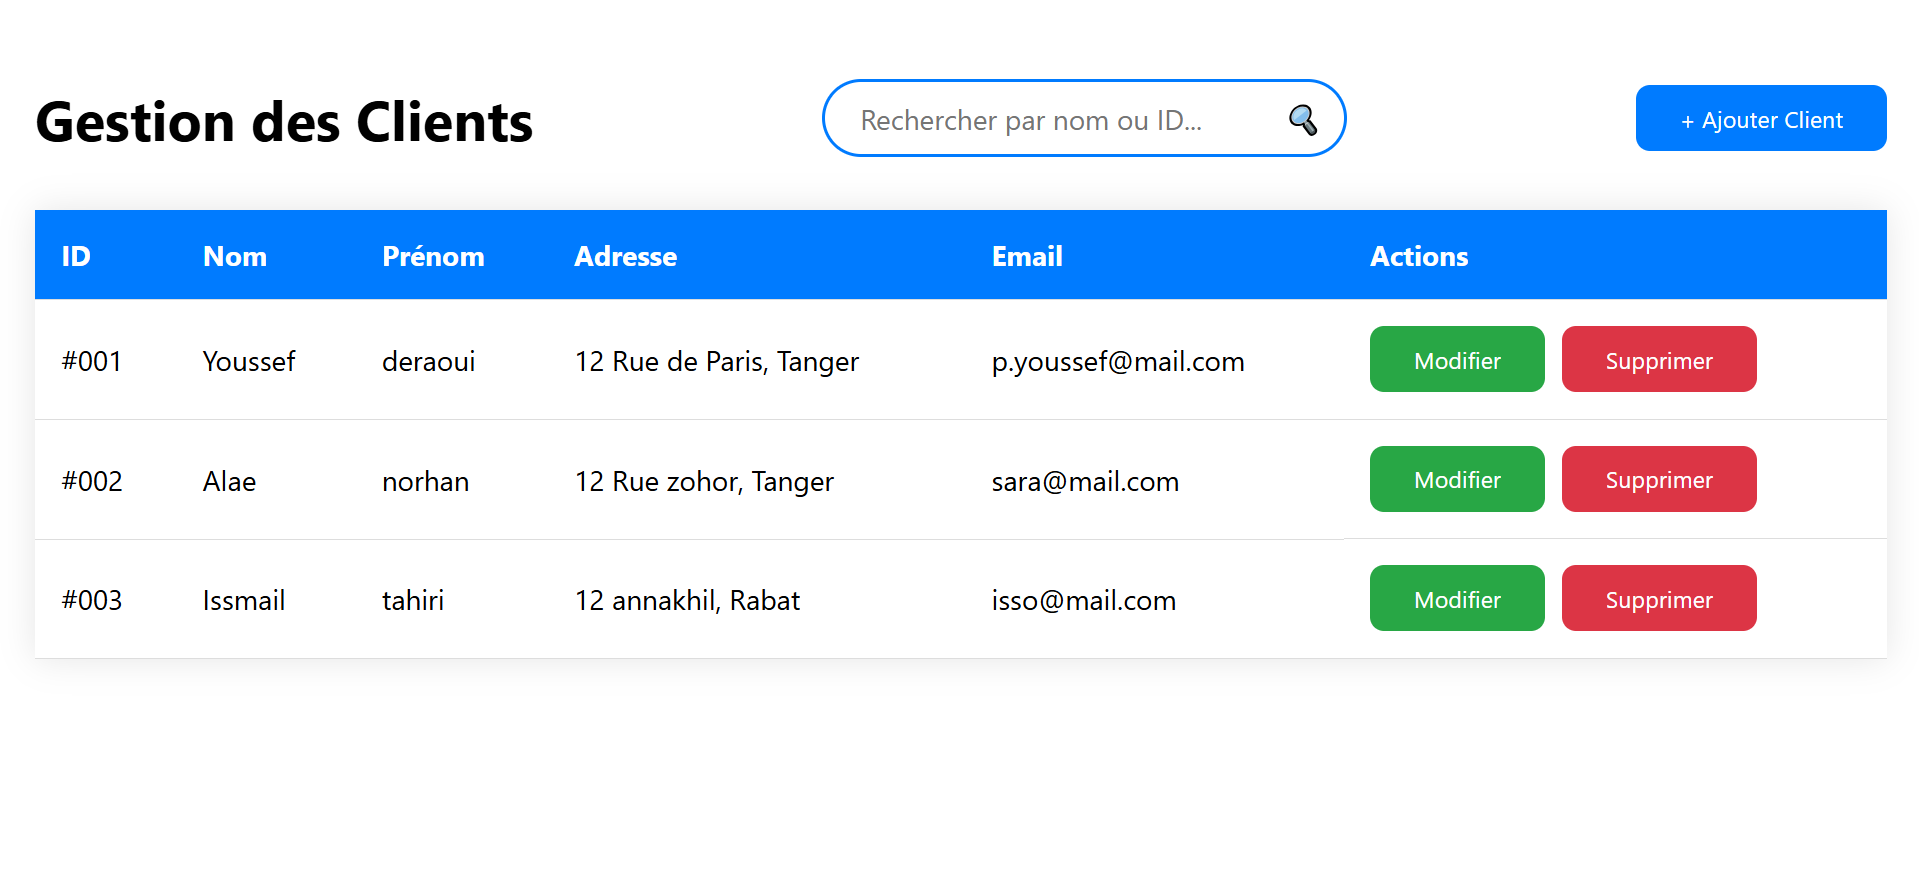 Gestion des Clients
Rechercher par nom ou ID...
+ Ajouter Client
ID Nom Prénom Adresse Email Actions
#001 Youssef deraoui 12 Rue de Paris, Tanger p.youssef@mail.com Modifier Supprimer
#002 Alae norhan 12 Rue zohor, Tanger sara@mail.com Modifier Supprimer
#003 Issmail tahiri 12 annakhil, Rabat isso@mail.com Modifier Supprimer